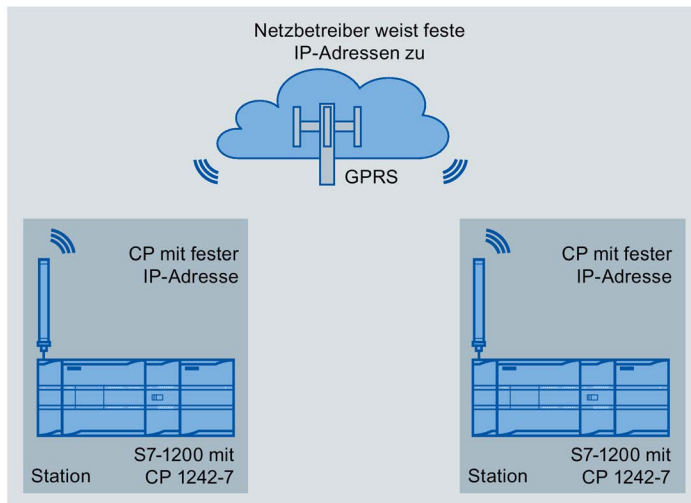 Netzbetreiber weist feste
IP-Adressen zu
GPRS
CP mit fester
IP-Adresse
S7-1200 mit
CP 1242-7
Station
CP mit fester
IP-Adresse
S7-1200 mit
CP 1242-7
Station